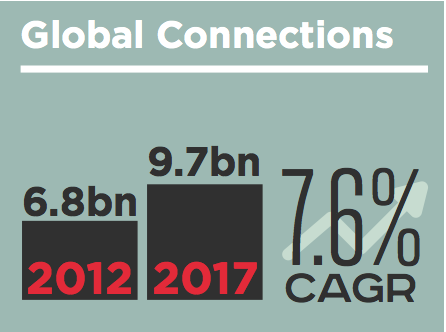 Global Connections
6.8bn
2012
9.7bn
2017
7.6%
CAGR